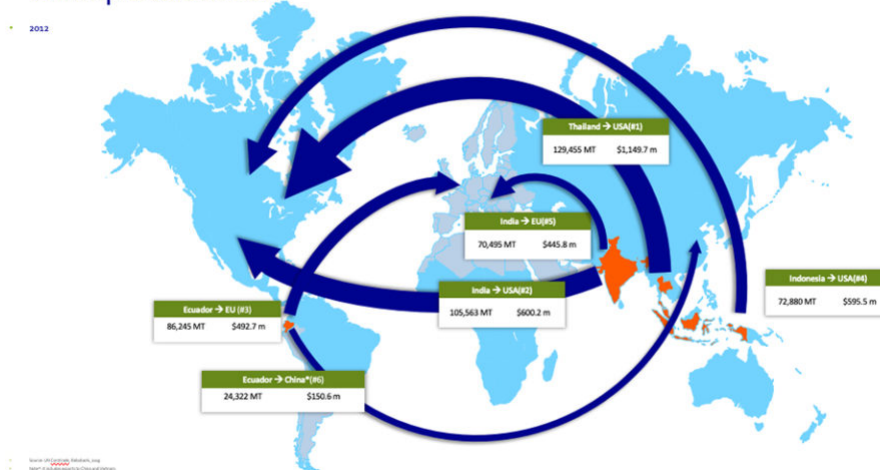 2012
Thailand → USA(#1)
129,455 MT $1,149.7 m
India → EU(#5)
70,495 MT $445.8 m
Indonesia → USA(#4)
72,880 MT $595.5 m
India → USA(#2)
105,563 MT $600.2 m
Ecuador → EU (#3)
86,245 MT $492.7 m
Ecuador → China*(#6)
24,322 MT $150.6 m